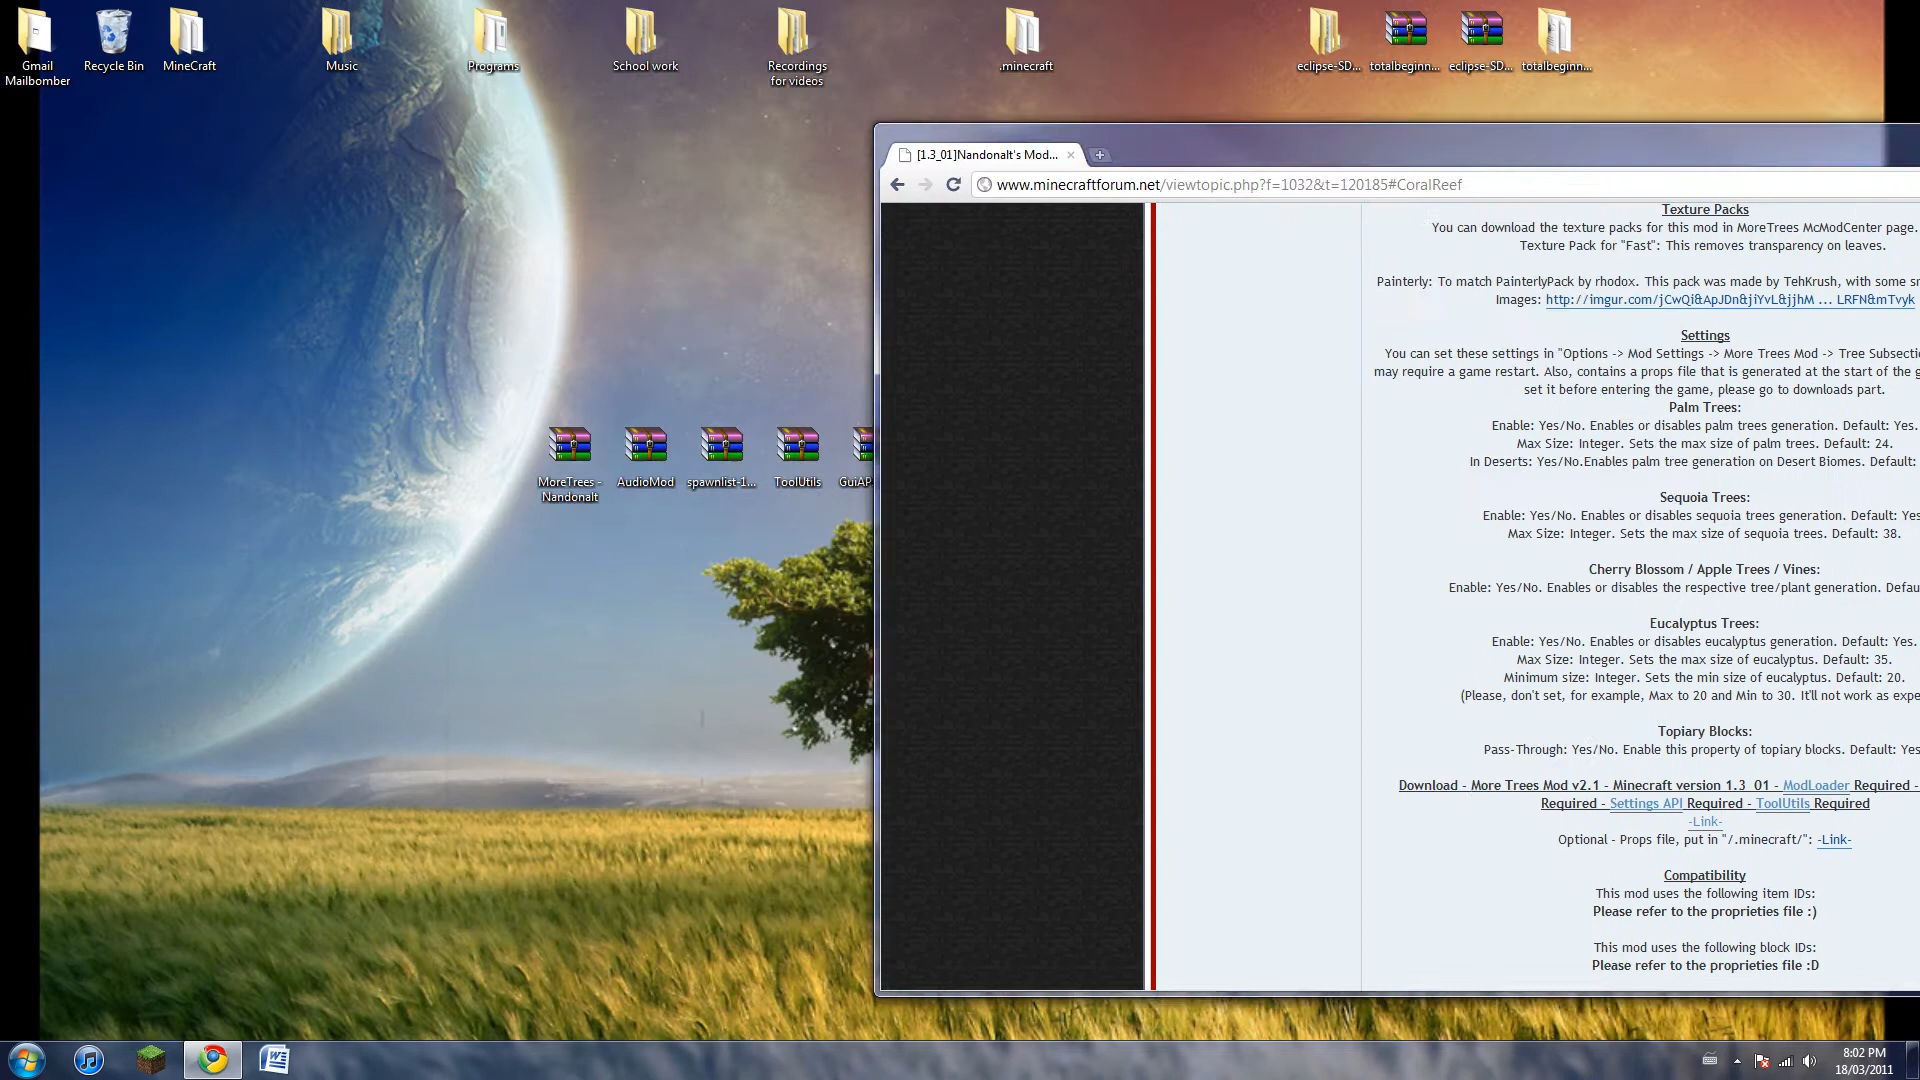 Gmail
Mailbomber
Recycle Bin
MineCraft
Music
Programs
School work
Recordings
for videos
.minecraft
eclipse-SD...
totalbeginn...
eclipse-SD...
totalbeginn...
[1.3_01]Nandonalt's Mod...
www.minecraftforum.net/viewtopic.php?f=1032&t=120185#CoralReef
MoreTrees -
Nandonalt
AudioMod
spawnlist-1...
ToolUtils
GuiAP
Texture Packs
You can download the texture packs for this mod in MoreTrees McModCenter page.
Texture Pack for "Fast": This removes transparency on leaves.
Painterly: To match PainterlyPack by rhodox. This pack was made by TehKrush, with some
Images: http://imgur.com/jCwQi&ApJDn&jiYvL&jjhM ... LRFN&mTvyk
Settings
You can set these settings in "Options -> Mod Settings -> More Trees Mod -> Tree Subsecti
may require a game restart. Also, contains a props file that is generated at the start of the g
set it before entering the game, please go to downloads part.
Palm Trees:
Enable: Yes/No. Enables or disables palm trees generation. Default: Yes.
Max Size: Integer. Sets the max size of palm trees. Default: 24.
In Deserts: Yes/No.Enables palm tree generation on Desert Biomes. Default:
Sequoia Trees:
Enable: Yes/No. Enables or disables sequoia trees generation. Default: Yes
Max Size: Integer. Sets the max size of sequoia trees. Default: 38.
Cherry Blossom / Apple Trees / Vines:
Enable: Yes/No. Enables or disables the respective tree/plant generation. Defau
Eucalyptus Trees:
Enable: Yes/No. Enables or disables eucalyptus generation. Default: Yes.
Max Size: Integer. Sets the max size of eucalyptus. Default: 35.
Minimum size: Integer. Sets the min size of eucalyptus. Default: 20.
(Please, don't set, for example, Max to 20 and Min to 30. It'll not work as expe
Topiary Blocks:
Pass-Through: Yes/No. Enable this property of topiary blocks. Default: Yes
Download - More Trees Mod v2.1 - Minecraft version 1.3_01 - ModLoader Required -
Required - Settings API Required - ToolUtils Required
-Link-
Optional - Props file, put in "/.minecraft/": -Link-
Compatibility
This mod uses the following item IDs:
Please refer to the proprieties file :)
This mod uses the following block IDs:
Please refer to the proprieties file :D
8:02 PM
18/03/2011